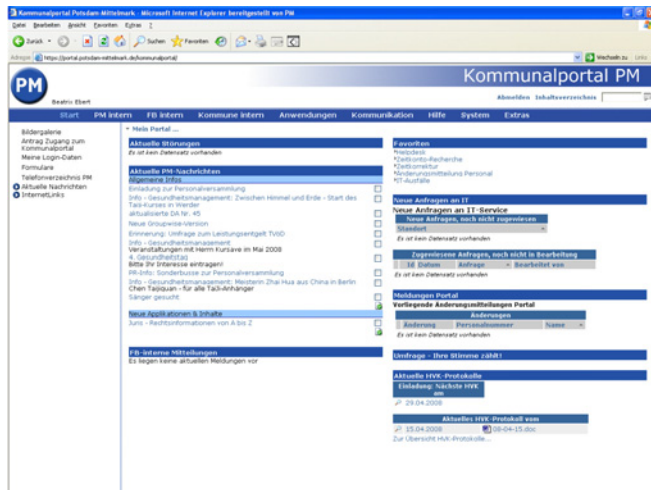 Kommunalportal Potsdam-Mittelmark - Microsoft Internet Explorer bereitgestellt von PM
Datei Bearbeiten Ansicht Favoriten Extras ?
Zurück Suchen Favoriten
Adresse https://portal.potsdam-mittelmark.de/kommunalportal/ Wechseln zu Links
PM
Kommunalportal PM
Beatrix Ebert
Abmelden Inhaltsverzeichnis
Start PM intern FB intern Kommune intern Anwendungen Kommunikation Hilfe System Extras
Bildergalerie
Antrag Zugang zum
Kommunalportal
Meine Login-Daten
Formulare
Telefonverzeichnis PM
Aktuelle Nachrichten
InternetLinks
Mein Portal ...
Aktuelle Störungen
Es ist kein Datensatz vorhanden
Aktuelle PM-Nachrichten
Allgemeine Infos
Einladung zur Personalversammlung
Info - Gesundheitsmanagement: Zwischen Himmel und Erde - Start des
Taiji-Kurses in Werder
aktualisierte DA Nr. 45
Neue Groupwise-Version
Erinnerung: Umfrage zum Leistungsentgelt TVöD
Info - Gesundheitsmanagement
Veranstaltungen mit Herrn Kursave im Mai 2008
4. Gesundheitstag
Bitte Ihr Interesse eintragen!
PR-Info: Sonderbusse zur Personalversammlung
Info - Gesundheitsmanagement: Meisterin Zhai Hua aus China in Berlin
Chen Taijiquan - für alle TaJi-Anhänger
Sänger gesucht
Neue Applikationen & Inhalte
Juris - Rechtsinformationen von A bis Z
FB-interne Mitteilungen
Es liegen keine aktuellen Meldungen vor
Favoriten
*Helpdesk
*Zeitkonto-Recherche
*Zeitkorrektur
*Änderungsmitteilung Personal
*IT-Ausfälle
Neue Anfragen an IT
Neue Anfragen an IT-Service
Neue Anfragen, noch nicht zugewiesen
Standort
Es ist kein Datensatz vorhanden
Zugewiesene Anfragen, noch nicht in Bearbeitung
Id Datum Anfrage Bearbeitet von
Es ist kein Datensatz vorhanden
Meldungen Portal
Vorliegende Änderungsmitteilungen Portal
Änderungen
Änderung Personalnummer Name
Es ist kein Datensatz vorhanden
Umfrage - Ihre Stimme zählt!
Aktuelle HVK-Protokolle
Einladung: Nächste HVK
am
29.04.2008
Aktuelles HVK-Protokoll vom
15.04.2008 08-04-15.doc
Zur Übersicht HVK-Protokolle...